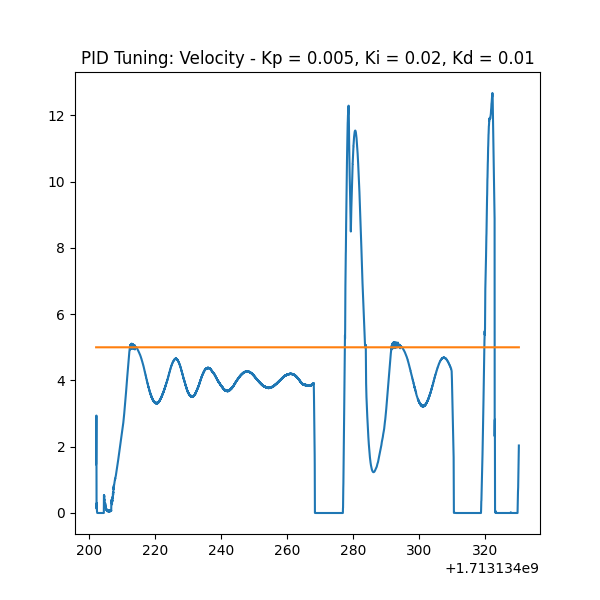 PID Tuning: Velocity - Kp = 0.005, Ki = 0.02, Kd = 0.01
12
10
8
6
4
2
0
200 220 240 260 280 300 320
+1.713134e9